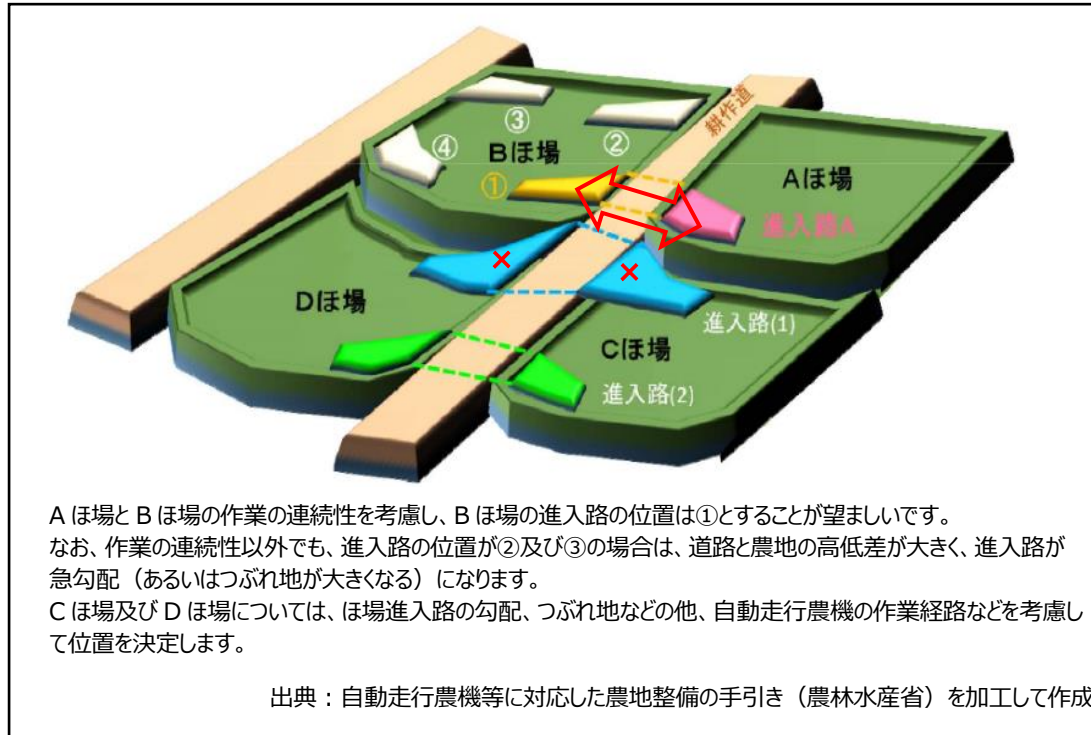 耕作道
③
②
④
Bほ場
①
Aほ場
進入路A
×
×
Dほ場
進入路(1)
Cほ場
進入路(2)
A ほ場と B ほ場の作業の連続性を考慮し、B ほ場の進入路の位置は①とすることが望ましいです。
なお、作業の連続性以外でも、進入路の位置が②及び③の場合は、道路と農地の高低差が大きく、進入路が
急勾配（あるいはつぶれ地が大きくなる）になります。
C ほ場及び D ほ場については、ほ場進入路の勾配、つぶれ地などの他、自動走行農機の作業経路などを考慮し
て位置を決定します。
出典：自動走行農機等に対応した農地整備の手引き（農林水産省）を加工して作成